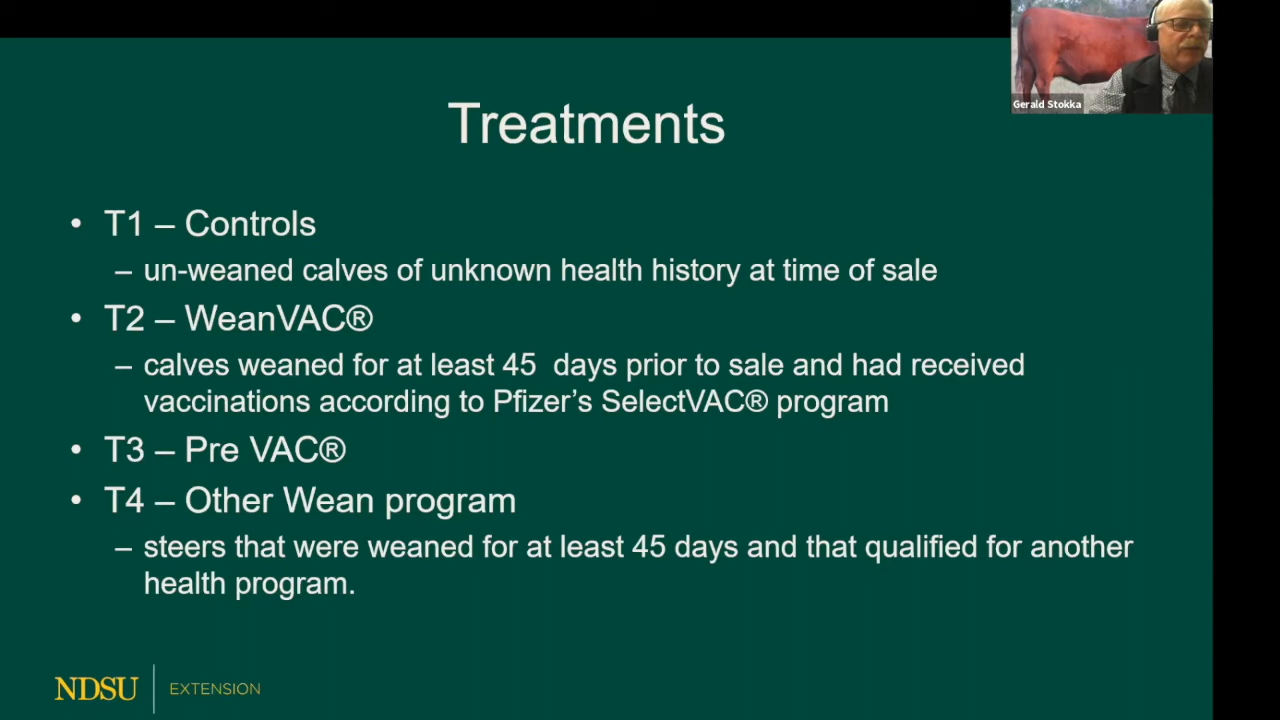 Gerald Stokka
Treatments
• T1 – Controls
– un-weaned calves of unknown health history at time of sale
• T2 – WeanVAC®
– calves weaned for at least 45  days prior to sale and had received
vaccinations according to Pfizer’s SelectVAC® program
• T3 – Pre VAC®
• T4 – Other Wean program
– steers that were weaned for at least 45 days and that qualified for another
health program.
NDSU EXTENSION